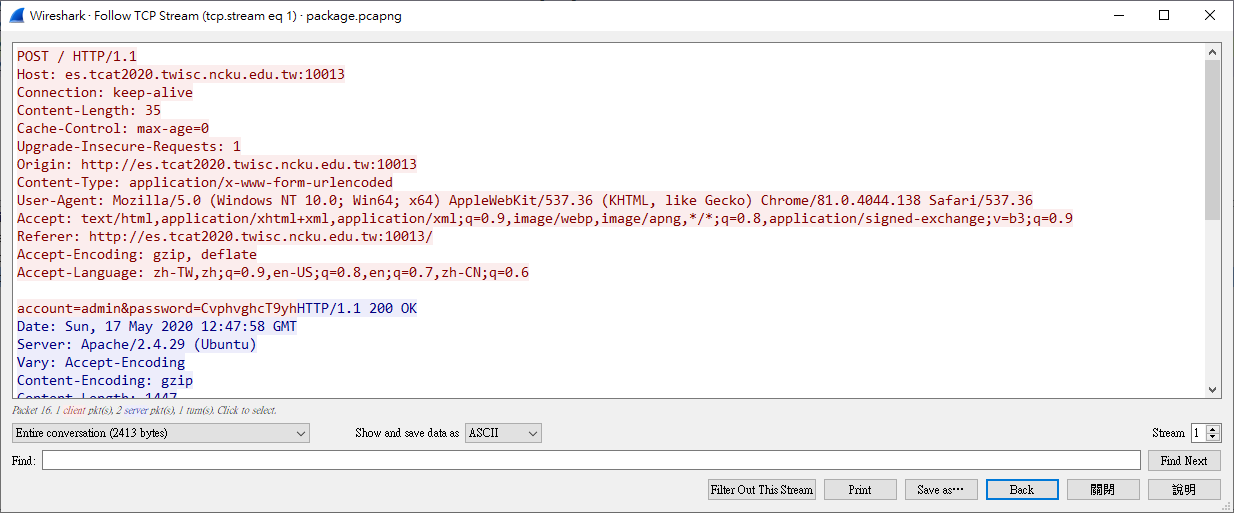 Wireshark · Follow TCP Stream (tcp.stream eq 1) · package.pcapng
POST / HTTP/1.1
Host: es.tcat2020.twisc.ncku.edu.tw:10013
Connection: keep-alive
Content-Length: 35
Cache-Control: max-age=0
Upgrade-Insecure-Requests: 1
Origin: http://es.tcat2020.twisc.ncku.edu.tw:10013
Content-Type: application/x-www-form-urlencoded
User-Agent: Mozilla/5.0 (Windows NT 10.0; Win64; x64) AppleWebKit/537.36 (KHTML, like Gecko) Chrome/81.0.4044.138 Safari/537.36
Accept: text/html,application/xhtml+xml,application/xml;q=0.9,image/webp,image/apng,*/*;q=0.8,application/signed-exchange;v=b3;q=0.9
Referer: http://es.tcat2020.twisc.ncku.edu.tw:10013/
Accept-Encoding: gzip, deflate
Accept-Language: zh-TW,zh;q=0.9,en-US;q=0.8,en;q=0.7,zh-CN;q=0.6
account=admin&password=CvphvghcT9yhHTTP/1.1 200 OK
Date: Sun, 17 May 2020 12:47:58 GMT
Server: Apache/2.4.29 (Ubuntu)
Vary: Accept-Encoding
Content-Encoding: gzip
Content-Length: 1447
Packet 16. 1 client pkt(s), 2 server pkt(s), 1 turn(s). Click to select.
Entire conversation (2413 bytes) Show and save data as ASCII Stream 1
Find: Find Next
Filter Out This Stream Print Save as… Back 關閉 說明